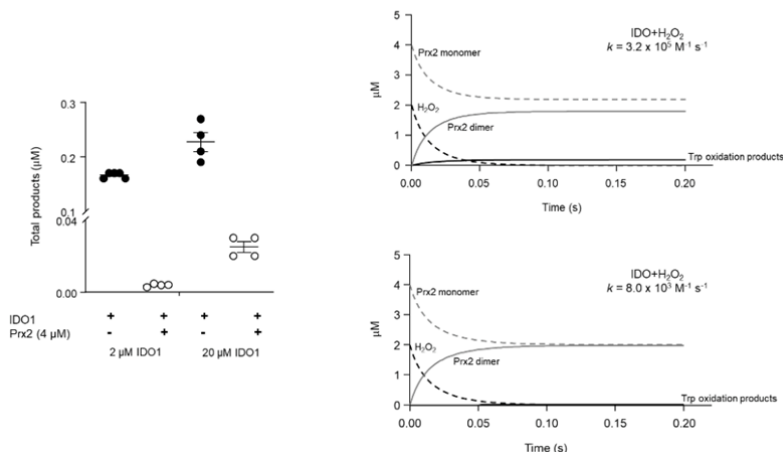 0.3
0.2
0.1
0.04
0.00
Total products (μM)
IDO1 + + + +
Prx2 (4 μM) - + - +
2 μM IDO1 20 μM IDO1
5
4
3
2
1
0
μM
IDO+H₂O₂
k = 3.2 x 10⁵ M⁻¹ s⁻¹
Prx2 monomer
H₂O₂
Prx2 dimer
Trp oxidation products
0.00 0.05 0.10 0.15 0.20
Time (s)
5
4
3
2
1
0
μM
IDO+H₂O₂
k = 8.0 x 10³ M⁻¹ s⁻¹
Prx2 monomer
H₂O₂
Prx2 dimer
Trp oxidation products
0.00 0.05 0.10 0.15 0.20
Time (s)